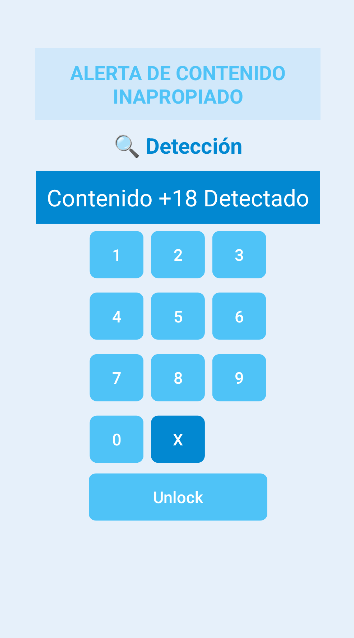 ALERTA DE CONTENIDO
INAPROPIADO
🔍 Detección
Contenido +18 Detectado
1 2 3
4 5 6
7 8 9
0 X
Unlock